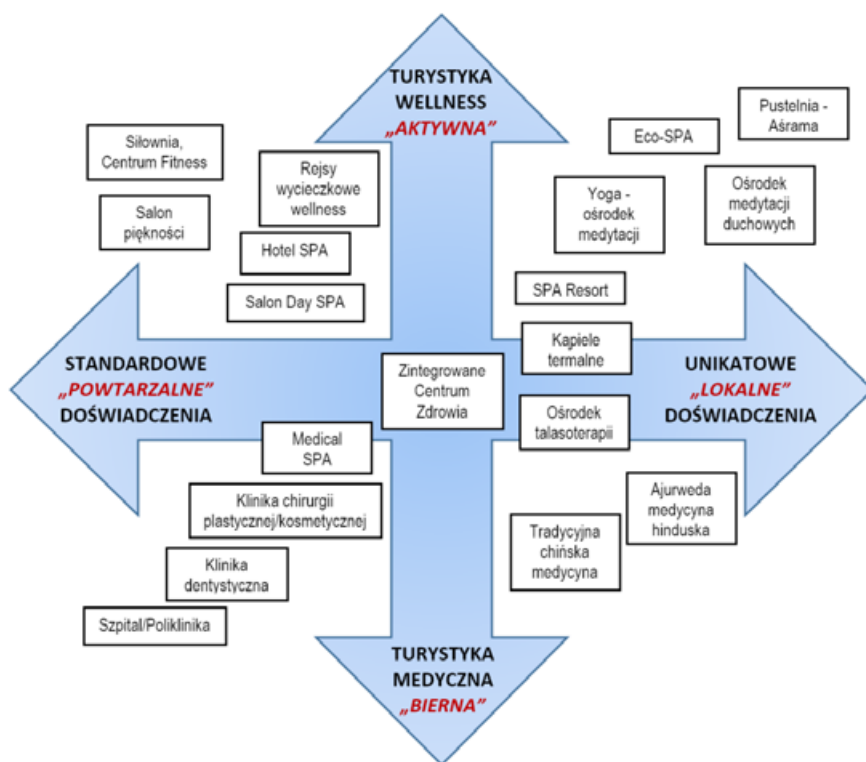 TURYSTYKA
WELLNESS
„AKTYWNA”
Siłownia,
Centrum Fitness
Rejsy
wycieczkowe
wellness
Salon
piękności
Hotel SPA
Salon Day SPA
Eco-SPA
Pustelnia -
Aśrama
Yoga -
ośrodek
medytacji
Ośrodek
medytacji
duchowych
SPA Resort
Kąpiele
termalne
STANDARDOWE
„POWTARZALNE”
DOŚWIADCZENIA
Zintegrowane
Centrum
Zdrowia
UNIKATOWE
„LOKALNE”
DOŚWIADCZENIA
Ośrodek
talasoterapii
Medical
SPA
Klinika chirurgii
plastycznej/kosmetycznej
Klinika
dentystyczna
Szpital/Poliklinika
Ajurweda
medycyna
hinduska
Tradycyjna
chińska
medycyna
TURYSTYKA
MEDYCZNA
„BIERNA”